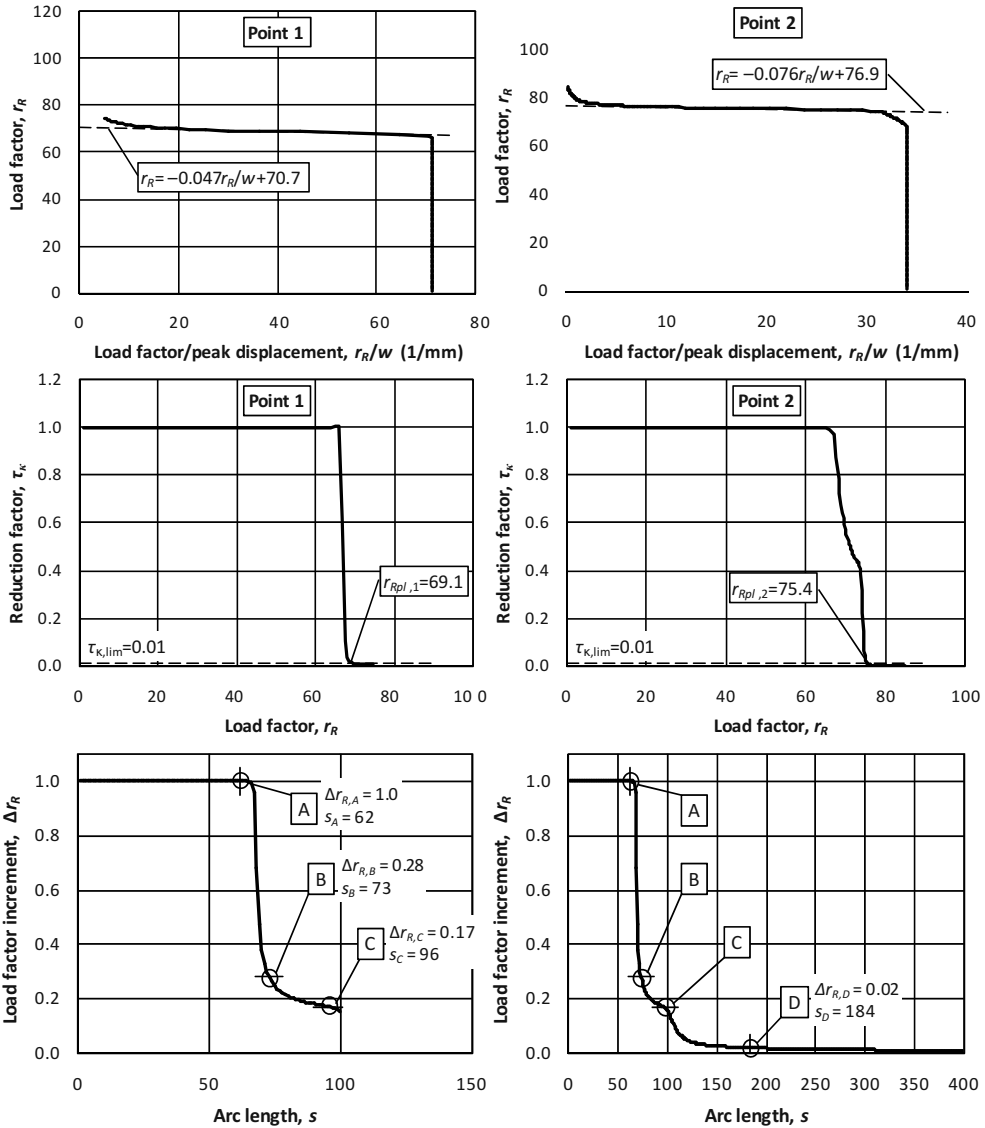 Point 1
Load factor, rR
120
100
80
60
40
20
0
rR= −0.047rR/w+70.7
0 20 40 60 80
Load factor/peak displacement, rR/w (1/mm)
Point 2
Load factor, rR
100
80
60
40
20
0
rR= −0.076rR/w+76.9
0 10 20 30 40
Load factor/peak displacement, rR/w (1/mm)
Point 1
Reduction factor, τκ
1.2
1.0
0.8
0.6
0.4
0.2
0.0
rRpl,1=69.1
τκ,lim=0.01
0 20 40 60 80 10 0
Load factor, rR
Point 2
Reduction factor, τκ
1.2
1.0
0.8
0.6
0.4
0.2
0.0
rRpl,2=75.4
τκ,lim=0.01
0 20 40 60 80 100
Load factor, rR
Load factor increment, ΔrR
1.0
0.8
0.6
0.4
0.2
0.0
A ΔrR,A = 1.0
sA = 62
B ΔrR,B = 0.28
sB = 73
C ΔrR,C = 0.17
sC = 96
0 50 100 150
Arc length, s
Load factor increment, ΔrR
1.0
0.8
0.6
0.4
0.2
0.0
A
B
C
D ΔrR,D = 0.02
sD = 184
0 50 100 150 200 250 300 350 400
Arc length, s